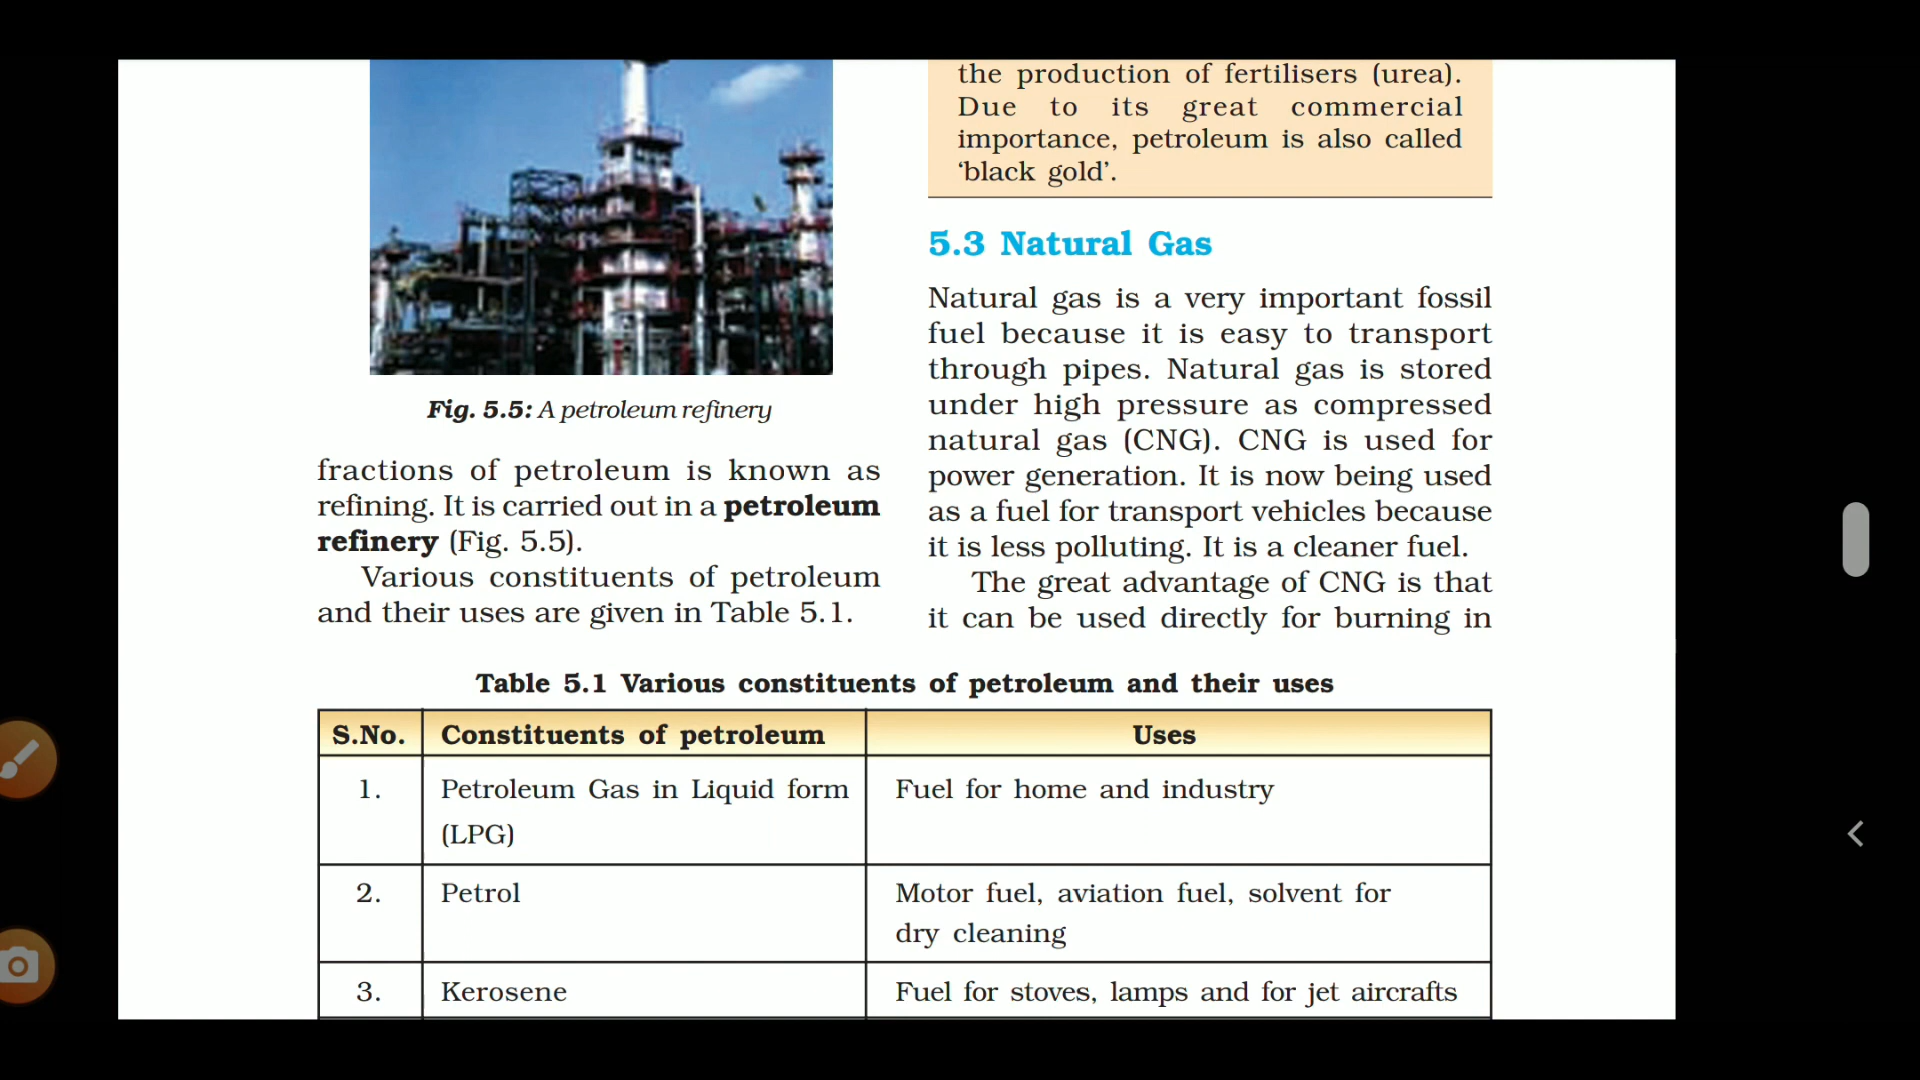 the production of fertilisers (urea).
Due to its great commercial
importance, petroleum is also called
‘black gold’.
Fig. 5.5: A petroleum refinery
fractions of petroleum is known as
refining. It is carried out in a petroleum
refinery (Fig. 5.5).
Various constituents of petroleum
and their uses are given in Table 5.1.
5.3 Natural Gas
Natural gas is a very important fossil
fuel because it is easy to transport
through pipes. Natural gas is stored
under high pressure as compressed
natural gas (CNG). CNG is used for
power generation. It is now being used
as a fuel for transport vehicles because
it is less polluting. It is a cleaner fuel.
The great advantage of CNG is that
it can be used directly for burning in
Table 5.1 Various constituents of petroleum and their uses
S.No. Constituents of petroleum Uses
1. Petroleum Gas in Liquid form Fuel for home and industry
(LPG)
2. Petrol Motor fuel, aviation fuel, solvent for
dry cleaning
3. Kerosene Fuel for stoves, lamps and for jet aircrafts